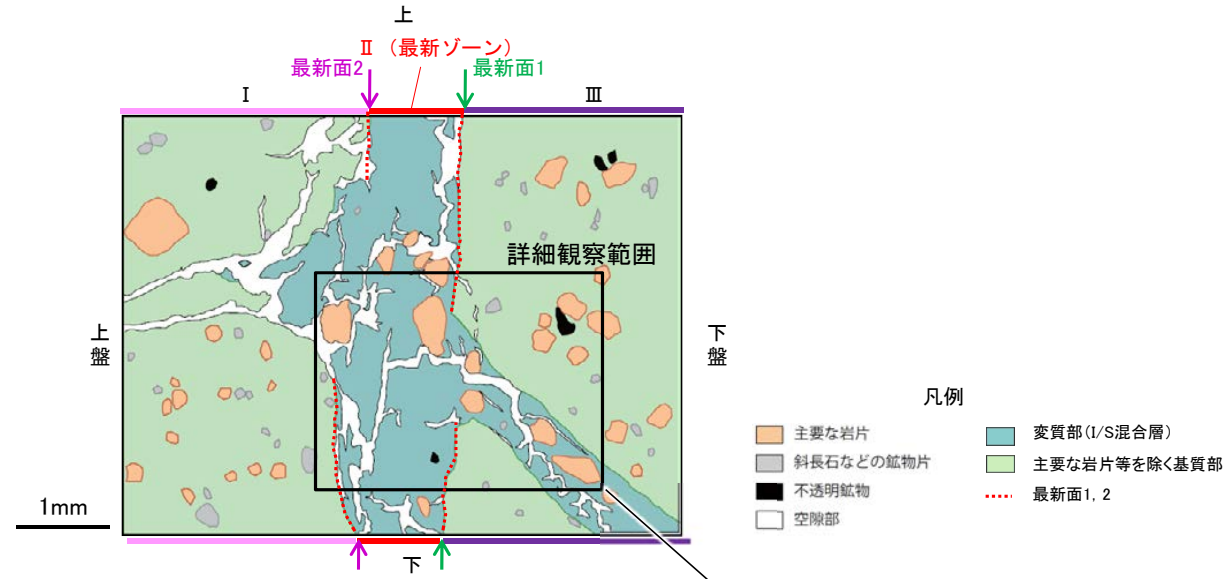 上
Ⅱ (最新ゾーン)
最新面2
最新面1
Ⅰ
Ⅲ
詳細観察範囲
上盤
下盤
1mm
下
凡例
主要な岩片
斜長石などの鉱物片
不透明鉱物
空隙部
変質部(I/S混合層)
主要な岩片等を除く基質部
最新面1, 2